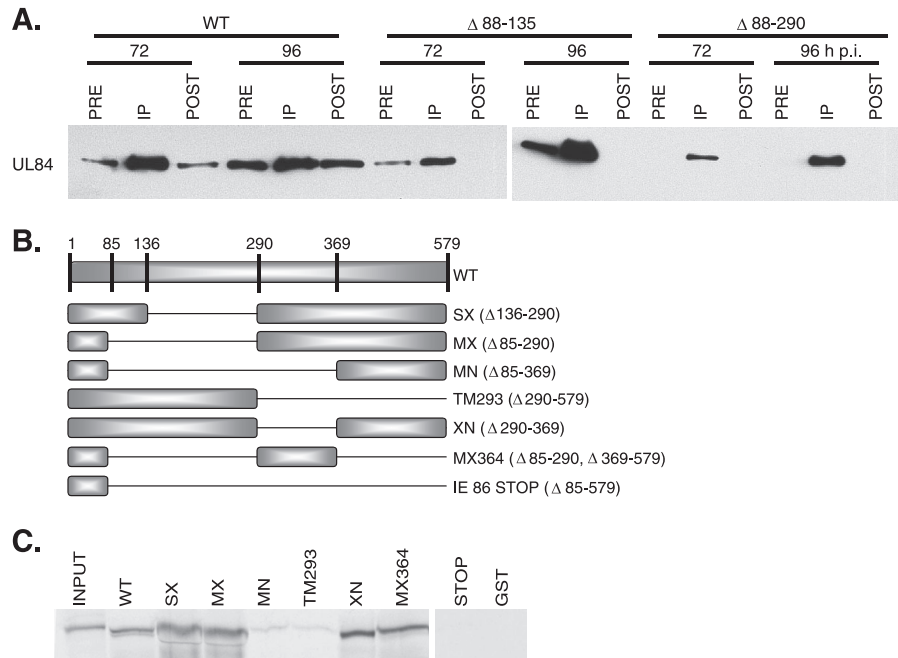 A.
WT Δ 88-135 Δ 88-290
72 96 72 96 72 96 h p.i.
PRE IP POST PRE IP POST PRE IP POST PRE IP POST PRE IP POST PRE IP POST
UL84
B.
1 85 136 290 369 579
WT
SX (Δ136-290)
MX (Δ85-290)
MN (Δ85-369)
TM293 (Δ290-579)
XN (Δ290-369)
MX364 (Δ85-290, Δ369-579)
IE 86 STOP (Δ85-579)
C.
INPUT WT SX MX MN TM293 XN MX364 STOP GST